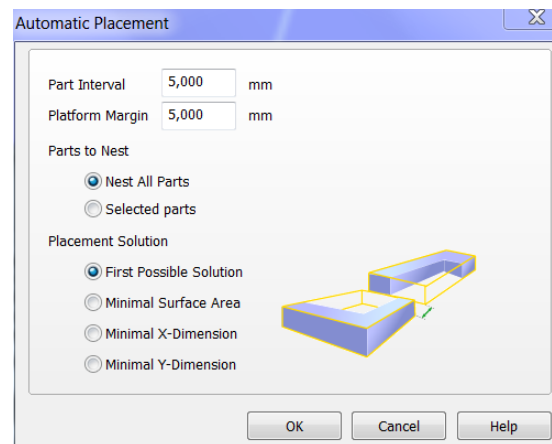 Automatic Placement
Part Interval 5,000 mm
Platform Margin 5,000 mm
Parts to Nest
Nest All Parts
Selected parts
Placement Solution
First Possible Solution
Minimal Surface Area
Minimal X-Dimension
Minimal Y-Dimension
OK Cancel Help